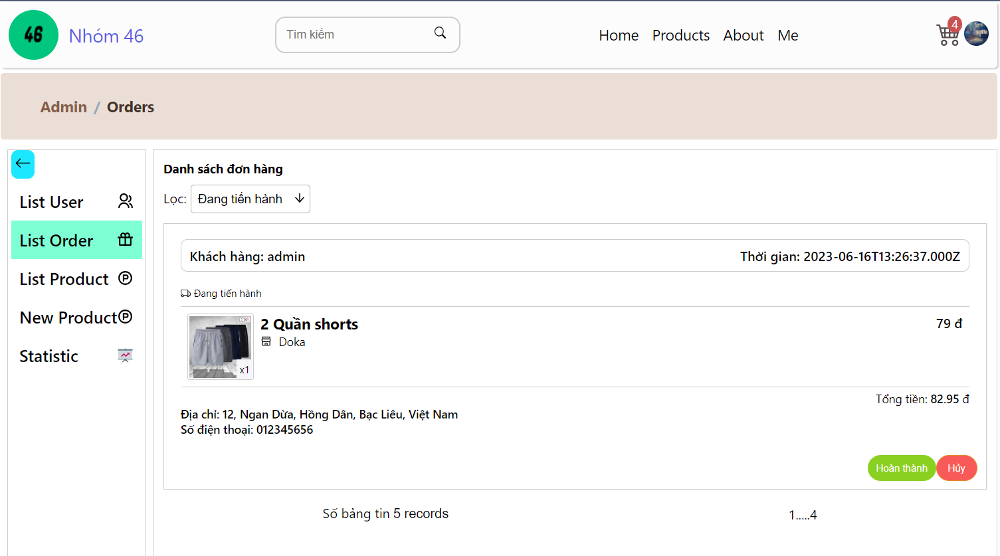 46 Nhóm 46
Tìm kiếm
Home Products About Me
4
Admin / Orders
List User
List Order
List Product
New Product
Statistic
Danh sách đơn hàng
Lọc: Đang tiến hành
Khách hàng: admin
Thời gian: 2023-06-16T13:26:37.000Z
Đang tiến hành
2 Quần shorts
79 đ
Doka
DOKA
x1
Tổng tiền: 82.95 đ
Địa chỉ: 12, Ngan Dừa, Hồng Dân, Bạc Liêu, Việt Nam
Số điện thoại: 012345656
Hoàn thành
Hủy
Số bảng tin 5 records
1.....4